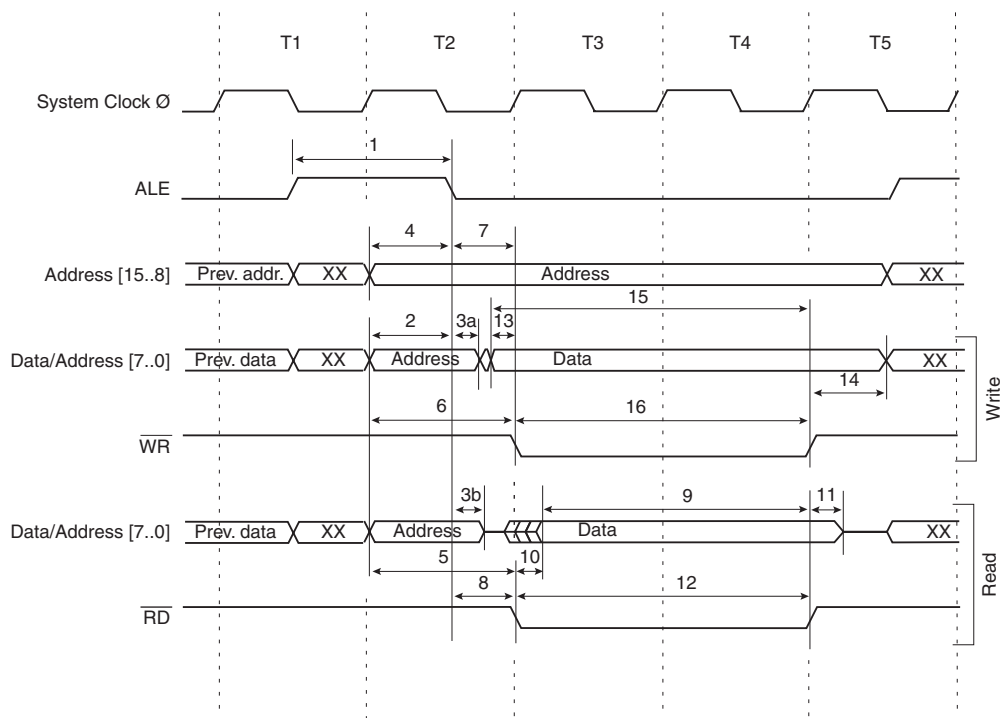 T1 T2 T3 T4 T5
System Clock Ø
1
ALE
4 7
Address [15..8] Prev. addr. XX Address XX
15
2 3a 13
Data/Address [7..0] Prev. data XX Address Data XX
14
6 16
WR
Write
3b 9 11
Data/Address [7..0] Prev. data XX Address Data XX
5 10
8 12
RD
Read